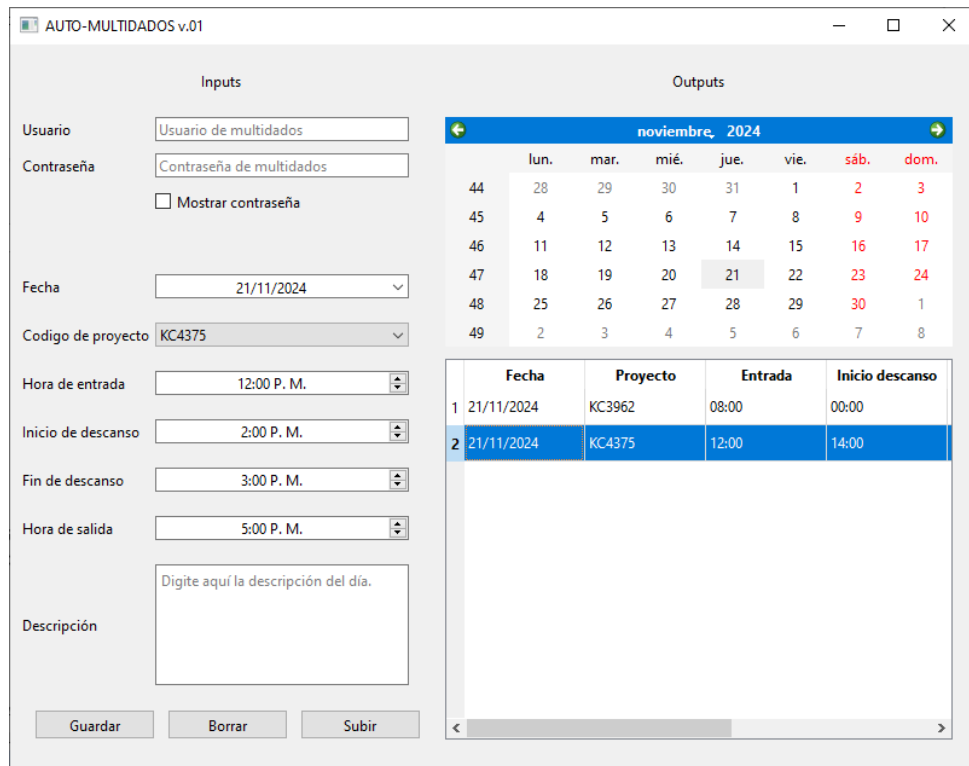 AUTO-MULTIDADOS v.01
Inputs
Usuario Usuario de multidados
Contraseña Contraseña de multidados
Mostrar contraseña
Fecha 21/11/2024
Codigo de proyecto KC4375
Hora de entrada 12:00 P. M.
Inicio de descanso 2:00 P. M.
Fin de descanso 3:00 P. M.
Hora de salida 5:00 P. M.
Descripción Digite aquí la descripción del día.
Guardar Borrar Subir
Outputs
noviembre, 2024
lun. mar. mié. jue. vie. sáb. dom.
44 28 29 30 31 1 2 3
45 4 5 6 7 8 9 10
46 11 12 13 14 15 16 17
47 18 19 20 21 22 23 24
48 25 26 27 28 29 30 1
49 2 3 4 5 6 7 8
Fecha Proyecto Entrada Inicio descanso
1 21/11/2024 KC3962 08:00 00:00
2 21/11/2024 KC4375 12:00 14:00